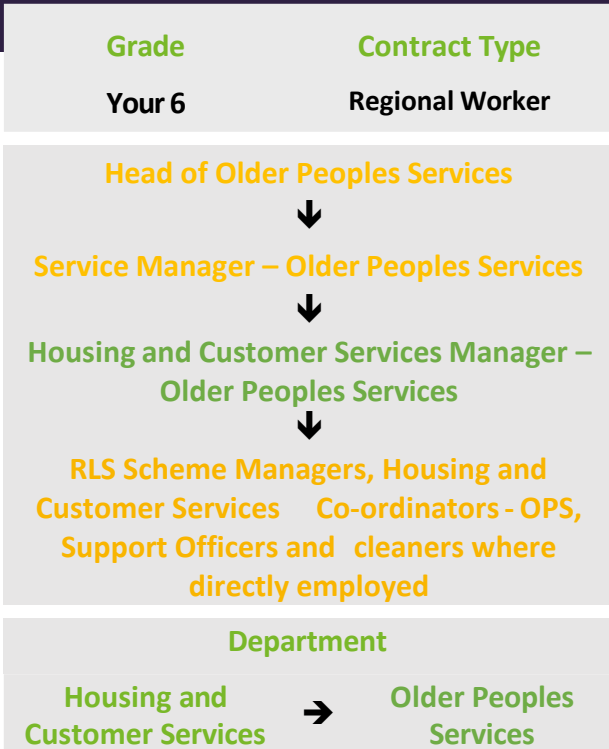 Grade Contract Type
Your 6 Regional Worker
Head of Older Peoples Services
🡻
Service Manager – Older Peoples Services
🡻
Housing and Customer Services Manager –
Older Peoples Services
🡻
RLS Scheme Managers, Housing and
Customer Services Co-ordinators - OPS,
Support Officers and cleaners where
directly employed
Department
Housing and 🡺 Older Peoples
Customer Services Services